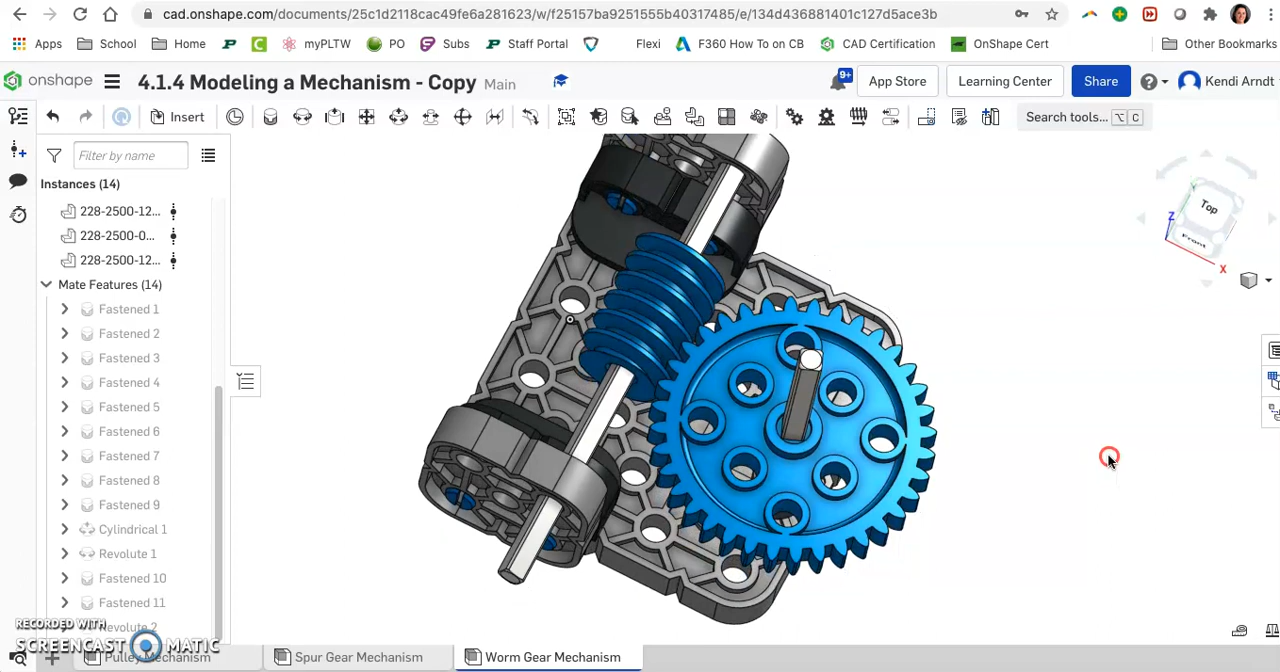 cad.onshape.com/documents/25c1d2118cac49fe6a281623/w/f25157ba9251555b40317485/e/134d436881401c127d5ace3b
Apps School Home myPLTW PO Subs Staff Portal Flexi F360 How To on CB CAD Certification OnShape Cert Other Bookmarks
onshape 4.1.4 Modeling a Mechanism - Copy Main 9+ App Store Learning Center Share Kendi Arndt
Insert Search tools... ⌥ C
Filter by name
Instances (14)
228-2500-12...
228-2500-0...
228-2500-12...
Mate Features (14)
Fastened 1
Fastened 2
Fastened 3
Fastened 4
Fastened 5
Fastened 6
Fastened 7
Fastened 8
Fastened 9
Cylindrical 1
Revolute 1
Fastened 10
Fastened 11
Revolute 2
Top
Front
Z
Y
X
RECORDED WITH
SCREENCAST MATIC
Pulley Mechanism Spur Gear Mechanism Worm Gear Mechanism